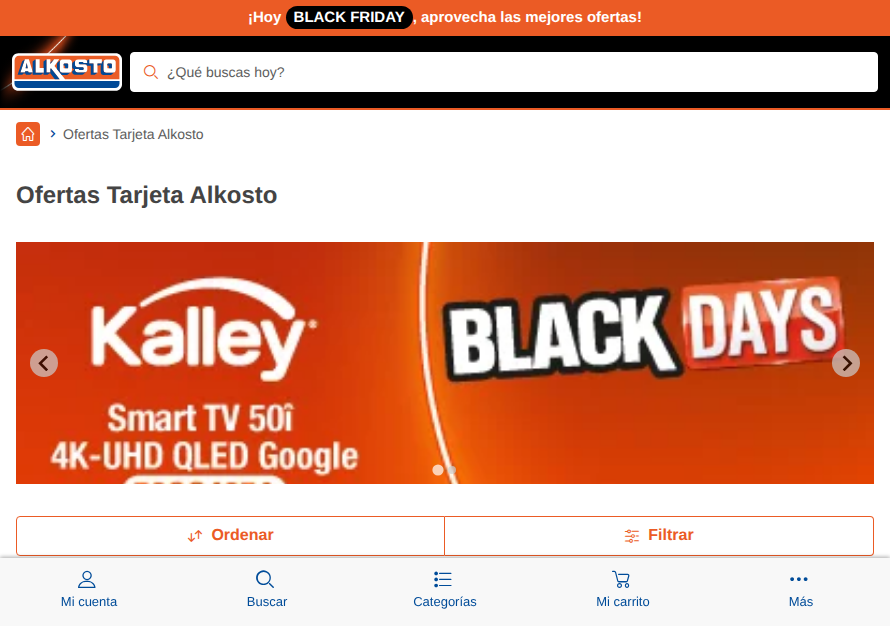 ¡Hoy BLACK FRIDAY, aprovecha las mejores ofertas!
ALKOSTO
¿Qué buscas hoy?
Ofertas Tarjeta Alkosto
Ofertas Tarjeta Alkosto
Kalley
BLACK DAYS
Smart TV 50î
4K-UHD QLED Google
Ordenar
Filtrar
Mi cuenta
Buscar
Categorías
Mi carrito
Más